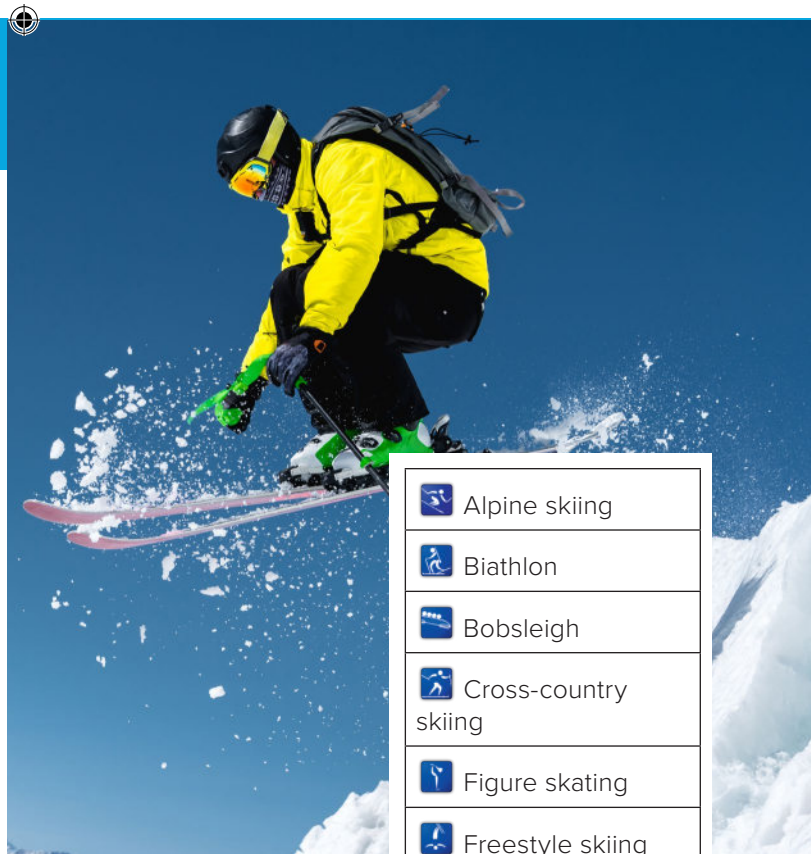 Alpine skiing
Biathlon
Bobsleigh
Cross-country
skiing
Figure skating
Freestyle skiing